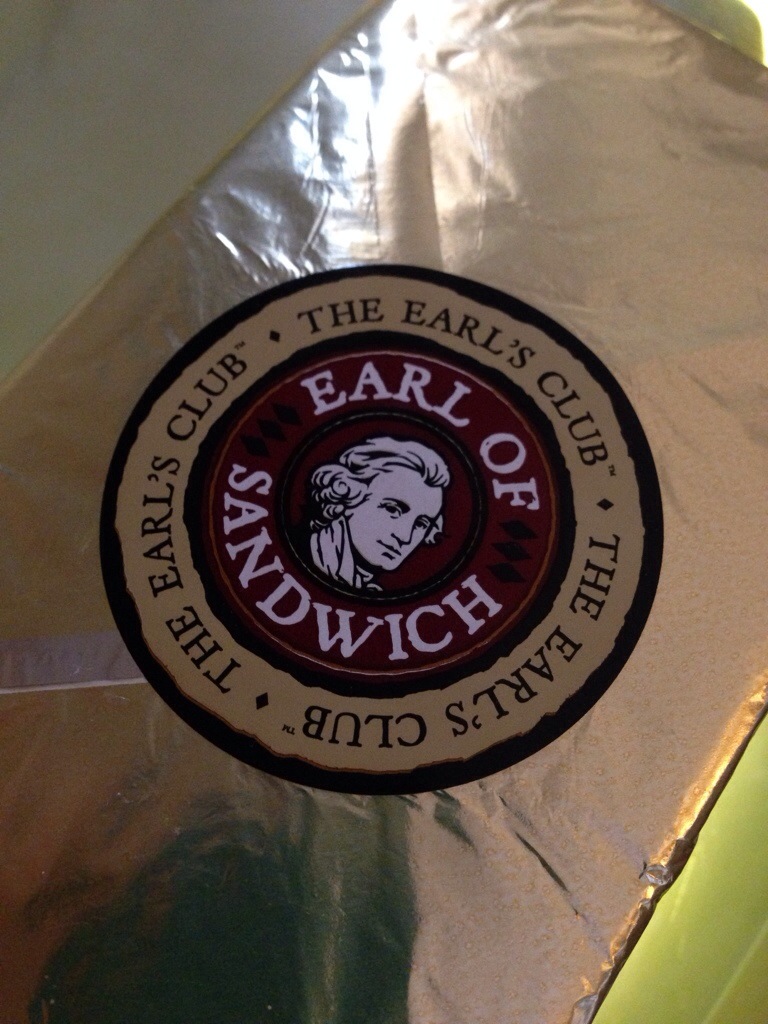 THE EARL'S CLUB™ ♦ THE EARL'S CLUB™ ♦ THE EARL'S CLUB™ ♦
EARL OF
SANDWICH